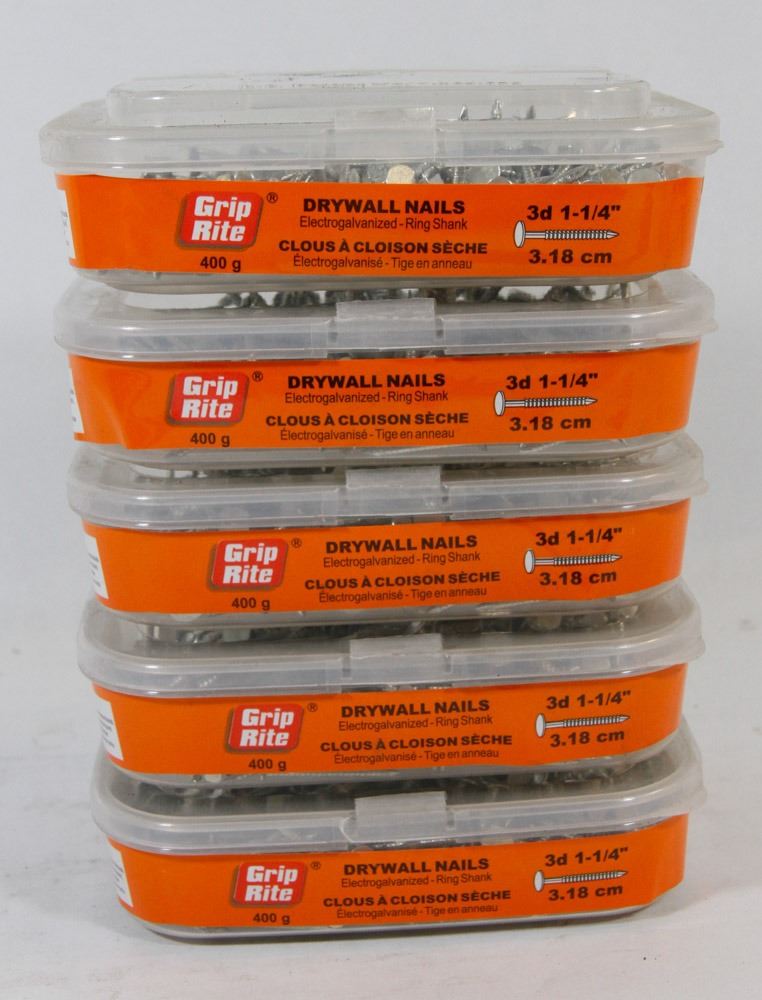 Grip
Rite
®
400 g
DRYWALL NAILS
Electrogalvanized - Ring Shank
CLOUS À CLOISON SÈCHE
Électrogalvanisé - Tige en anneau
3d 1-1/4"
3.18 cm
Grip
Rite
®
400 g
DRYWALL NAILS
Electrogalvanized - Ring Shank
CLOUS À CLOISON SÈCHE
Électrogalvanisé - Tige en anneau
3d 1-1/4"
3.18 cm
Grip
Rite
®
400 g
DRYWALL NAILS
Electrogalvanized - Ring Shank
CLOUS À CLOISON SÈCHE
Électrogalvanisé - Tige en anneau
3d 1-1/4"
3.18 cm
Grip
Rite
®
400 g
DRYWALL NAILS
Electrogalvanized - Ring Shank
CLOUS À CLOISON SÈCHE
Électrogalvanisé - Tige en anneau
3d 1-1/4"
3.18 cm
Grip
Rite
®
400 g
DRYWALL NAILS
Electrogalvanized - Ring Shank
CLOUS À CLOISON SÈCHE
Électrogalvanisé - Tige en anneau
3d 1-1/4"
3.18 cm